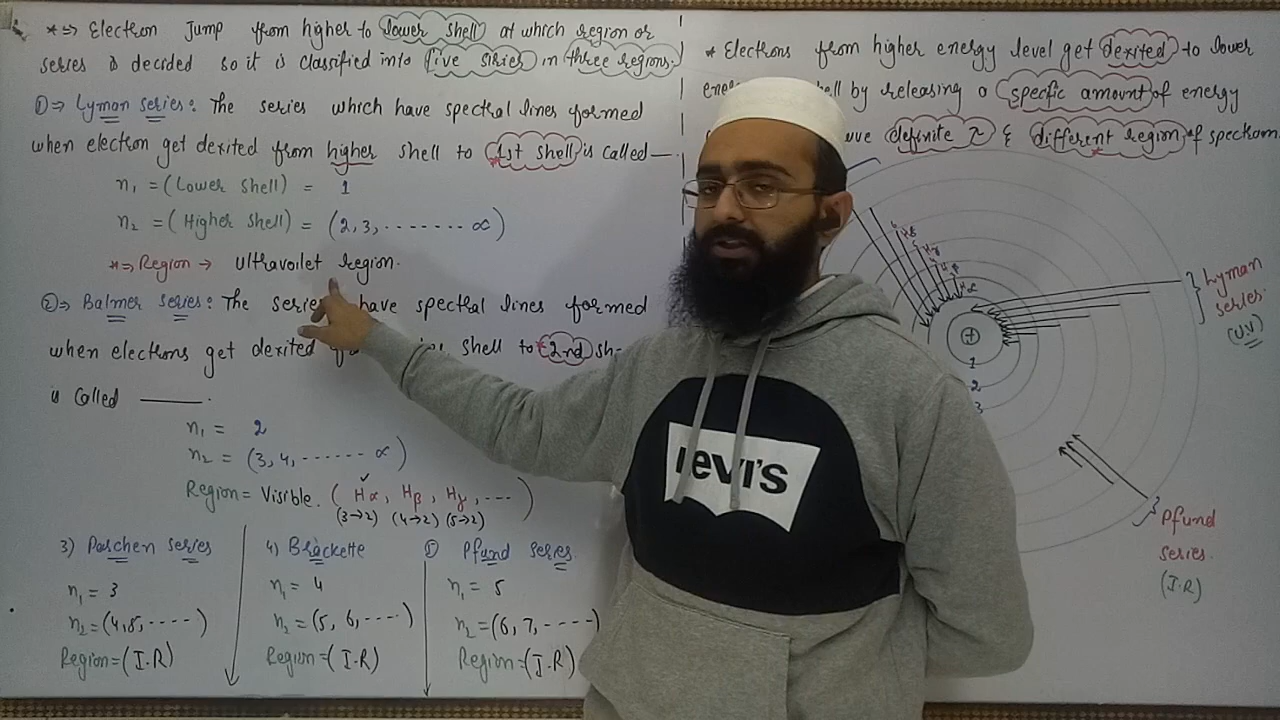 *⇒ Electron Jump from higher to lower shell at which region or
series is decided so it is classified into five siries in three regions.
1)⇒ Lyman series: The series which have spectral lines formed
when electron get dexited from higher shell to 1st shell is called —
n₁ = (Lower shell) = 1
n₂ = (Higher shell) = (2, 3, ........ ∝)
*⇒ Region → Ultravoilet region.
2)⇒ Balmer series: The series have spectral lines formed
when electrons get dexited shell to 2nd
is called ——.
n₁ = 2
n₂ = (3, 4, ...... ∝)
Region = Visible. (Hα, Hβ, Hγ, ...)
(3→2) (4→2) (5→2)
3) Paschen series
n₁ = 3
n₂ = (4,5, ....)
Region = (I.R)
4) Brackette
n₁ = 4
n₂ = (5, 6, ....)
Region = (I.R)
5) Pfund series
n₁ = 5
n₂ = (6, 7, ....)
Region = (I.R)
* Electrons from higher energy level get dexited to lower
by releasing a specific amount of energy
definite λ & different region of spectrom
Hα
+
1
2
3
Lyman
series.
(U.V)
Pfund
series.
(I.R)
levi's